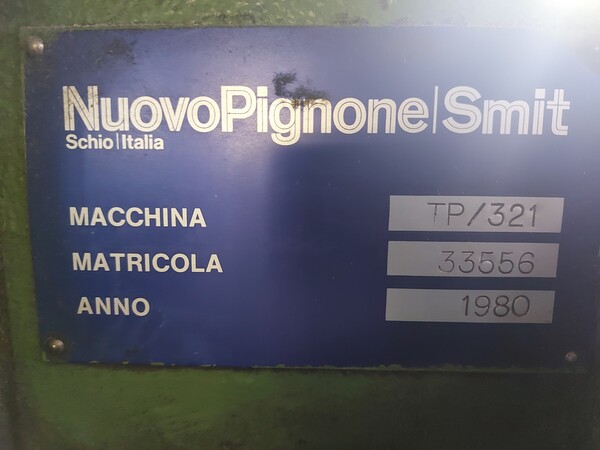 NuovoPignone|Smit
Schio|Italia
MACCHINA TP/321
MATRICOLA 33556
ANNO 1980